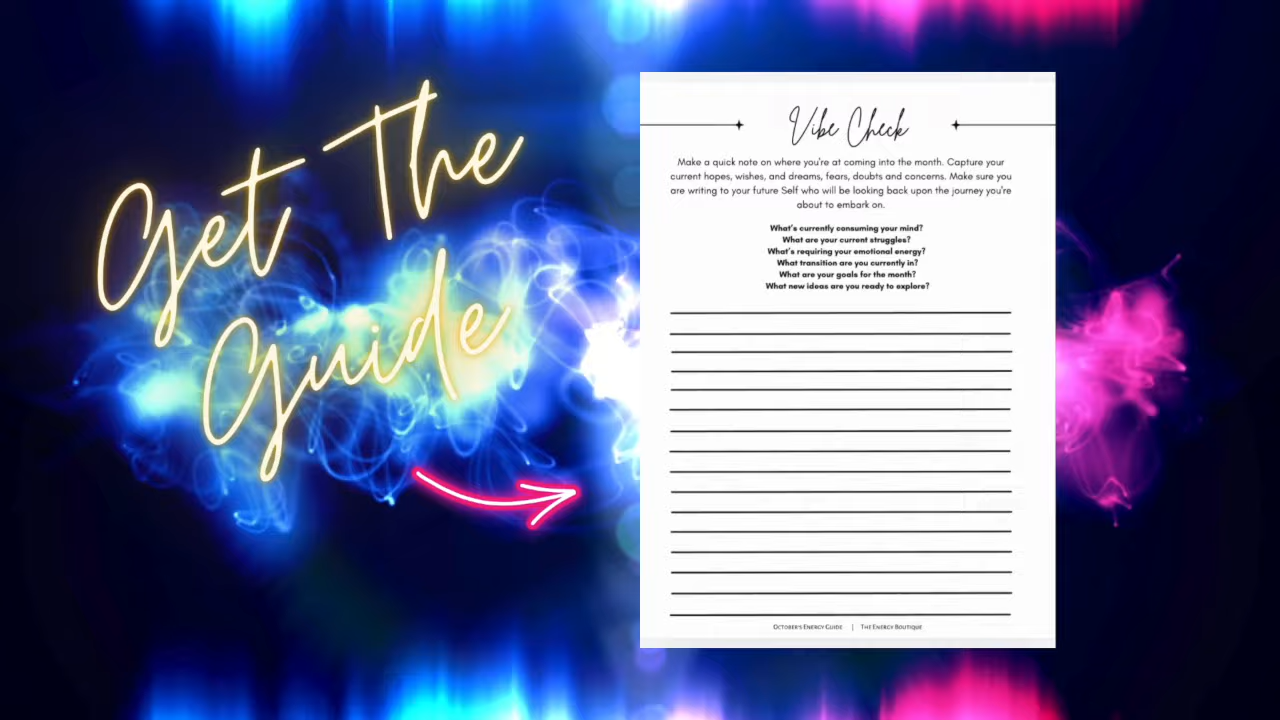 Get The
Guide
Vibe Check
Make a quick note on where you're at coming into the month. Capture your
current hopes, wishes, and dreams, fears, doubts and concerns. Make sure you
are writing to your future Self who will be looking back upon the journey you're
about to embark on.
What's currently consuming your mind?
What are your current struggles?
What's requiring your emotional energy?
What transition are you currently in?
What are your goals for the month?
What new ideas are you ready to explore?
October's Energy Guide | The Energy Boutique